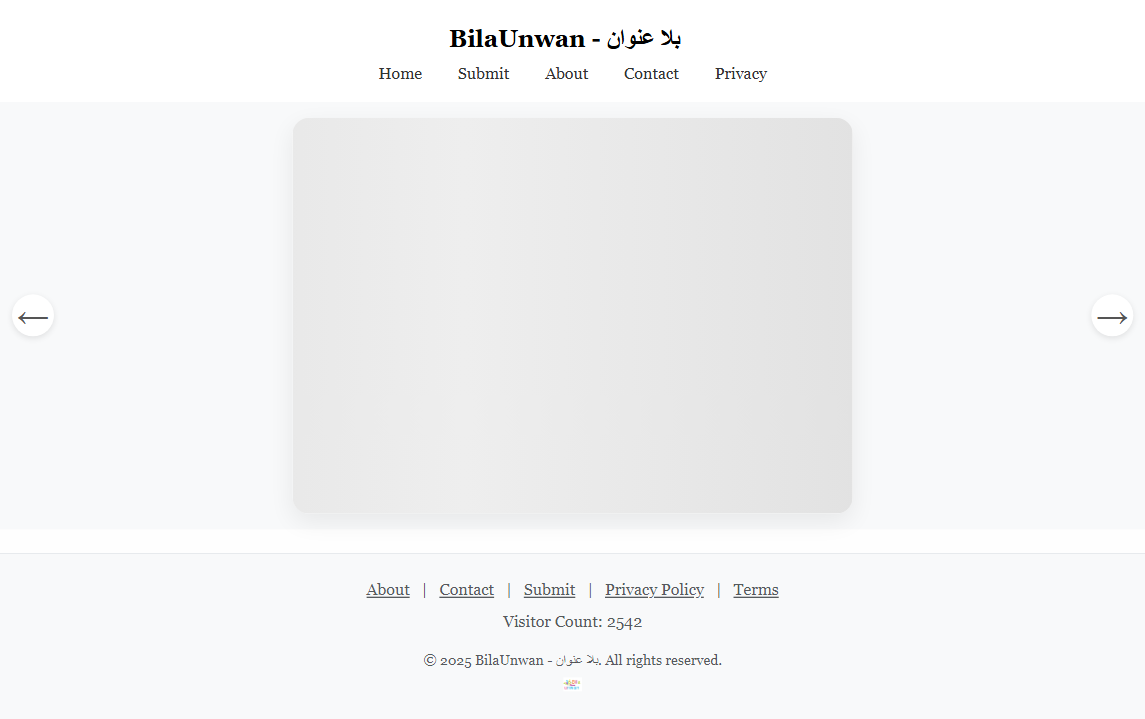 BilaUnwan - بلا عنوان
Home Submit About Contact Privacy
←
→
About | Contact | Submit | Privacy Policy | Terms
Visitor Count: 2542
© 2025 BilaUnwan - بلا عنوان. All rights reserved.